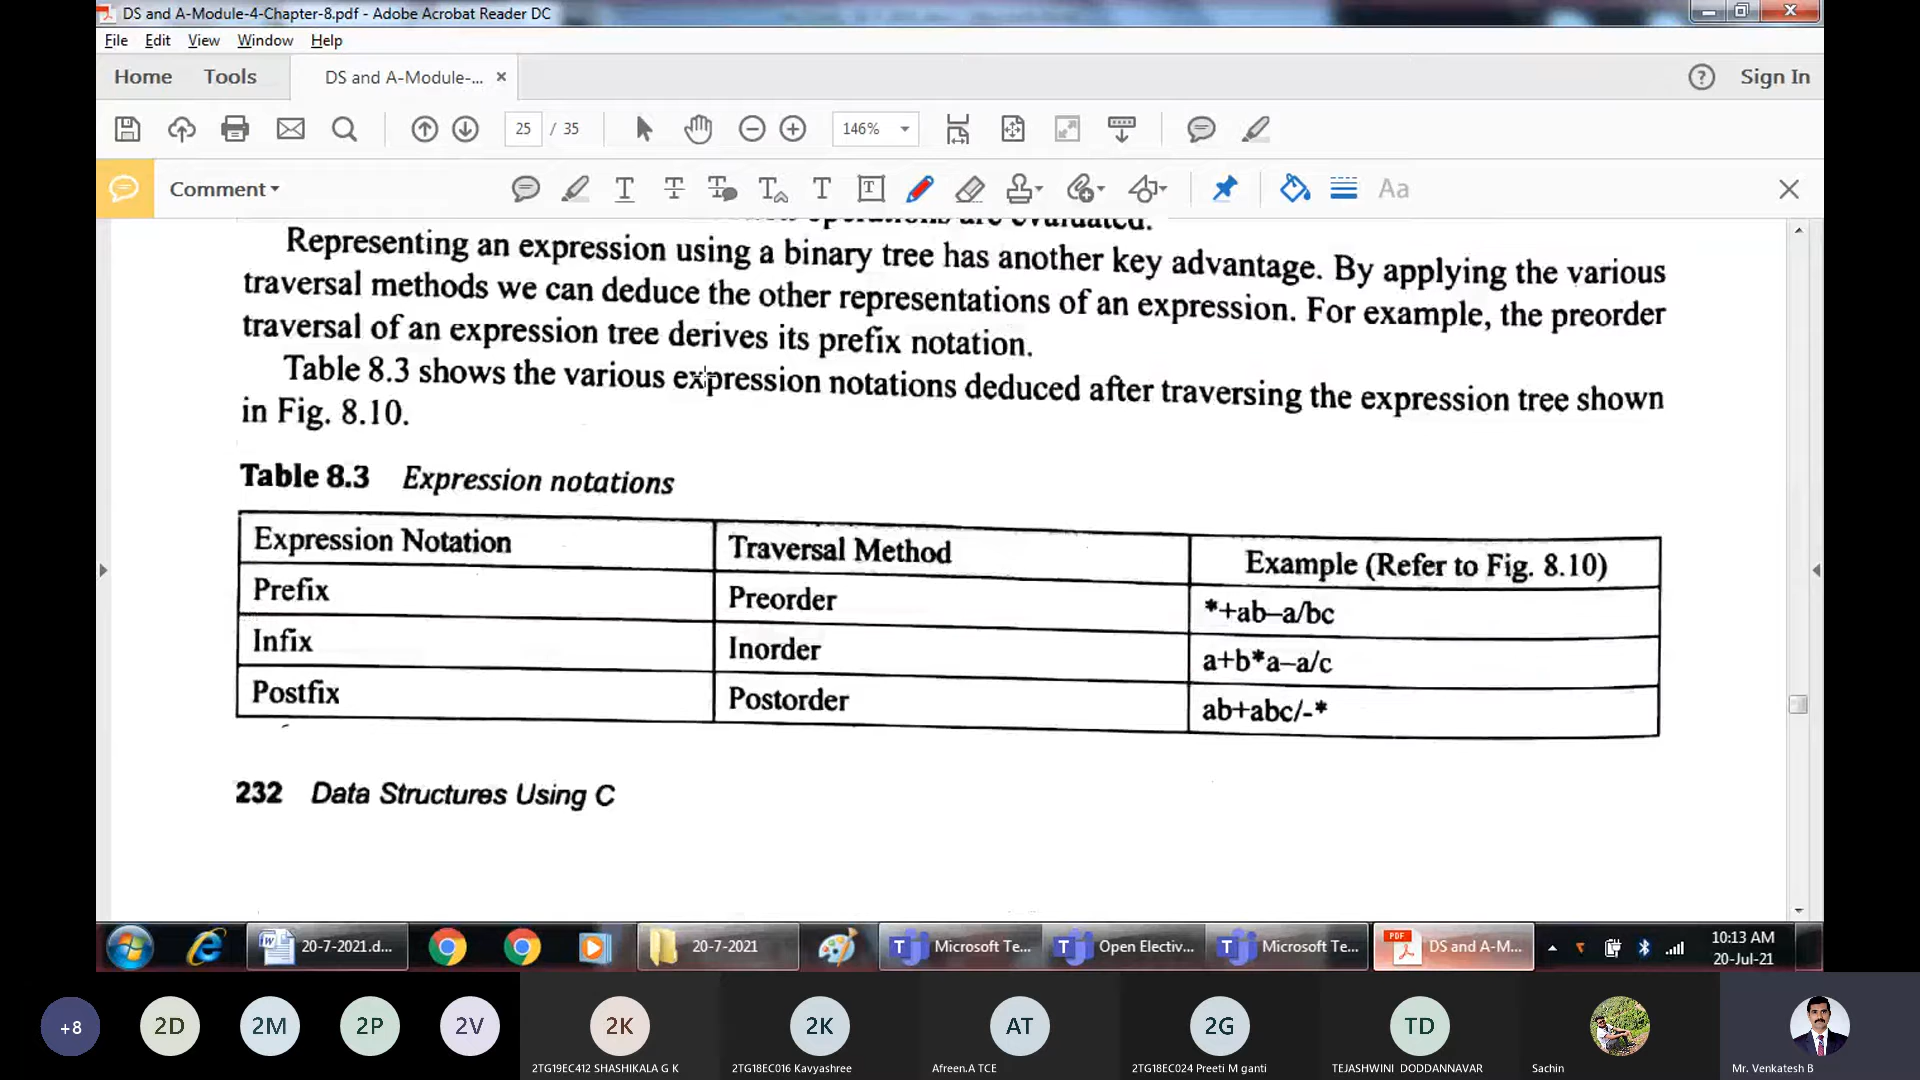 DS and A-Module-4-Chapter-8.pdf - Adobe Acrobat Reader DC
File Edit View Window Help
Home Tools DS and A-Module-... × Sign In
25 / 35 146%
Comment Aa
operations are evaluated.
Representing an expression using a binary tree has another key advantage. By applying the various
traversal methods we can deduce the other representations of an expression. For example, the preorder
traversal of an expression tree derives its prefix notation.
Table 8.3 shows the various expression notations deduced after traversing the expression tree shown
in Fig. 8.10.
Table 8.3 Expression notations
Expression Notation Traversal Method Example (Refer to Fig. 8.10)
Prefix Preorder *+ab–a/bc
Infix Inorder a+b*a–a/c
Postfix Postorder ab+abc/-*
232 Data Structures Using C
20-7-2021.d... 20-7-2021 Microsoft Te... Open Electiv... Microsoft Te... DS and A-M... 10:13 AM
20-Jul-21
+8 2D 2M 2P 2V 2K 2K AT 2G TD
2TG19EC412 SHASHIKALA G K 2TG18EC016 Kavyashree Afreen.A TCE 2TG18EC024 Preeti M ganti TEJASHWINI DODDANNAVAR Sachin Mr. Venkatesh B